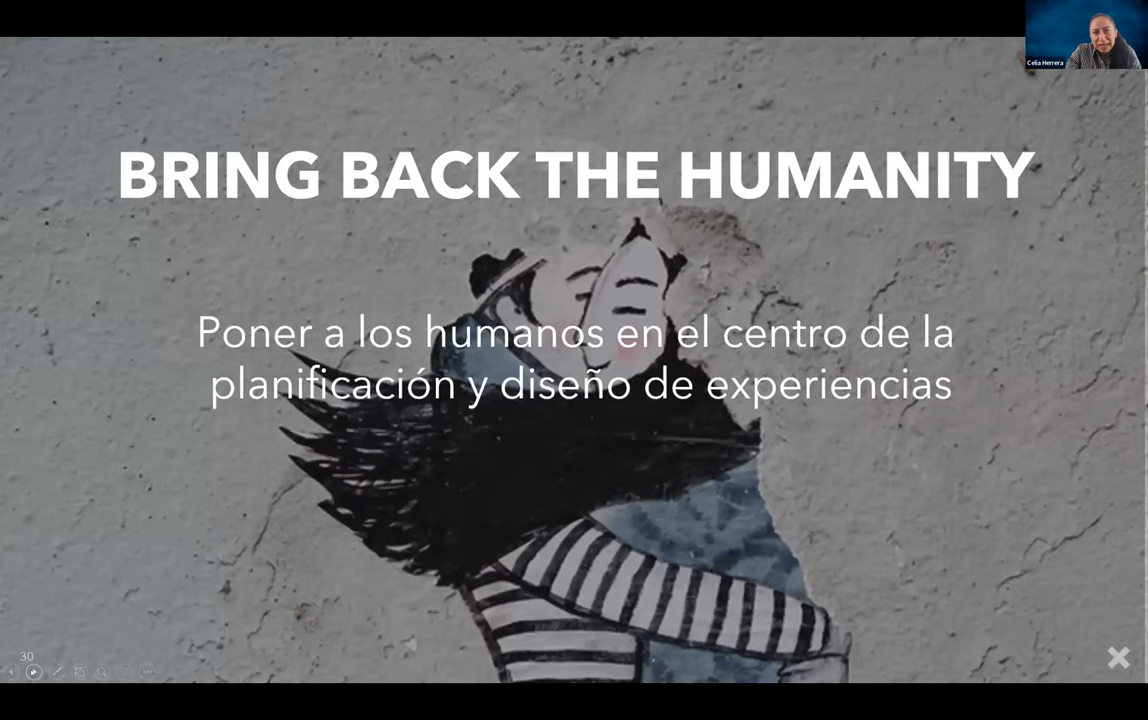 Celia Herrera
BRING BACK THE HUMANITY
Poner a los humanos en el centro de la
planificación y diseño de experiencias
30